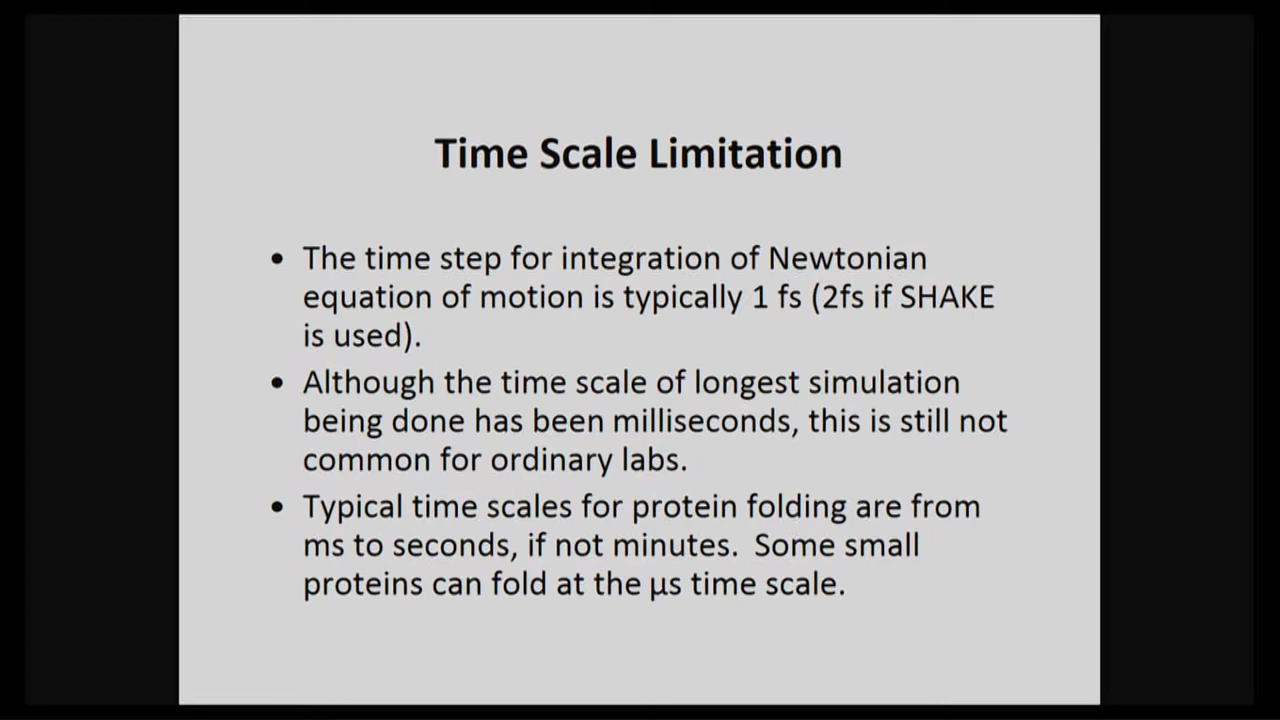 Time Scale Limitation
• The time step for integration of Newtonian
equation of motion is typically 1 fs (2fs if SHAKE
is used).
• Although the time scale of longest simulation
being done has been milliseconds, this is still not
common for ordinary labs.
• Typical time scales for protein folding are from
ms to seconds, if not minutes.  Some small
proteins can fold at the μs time scale.